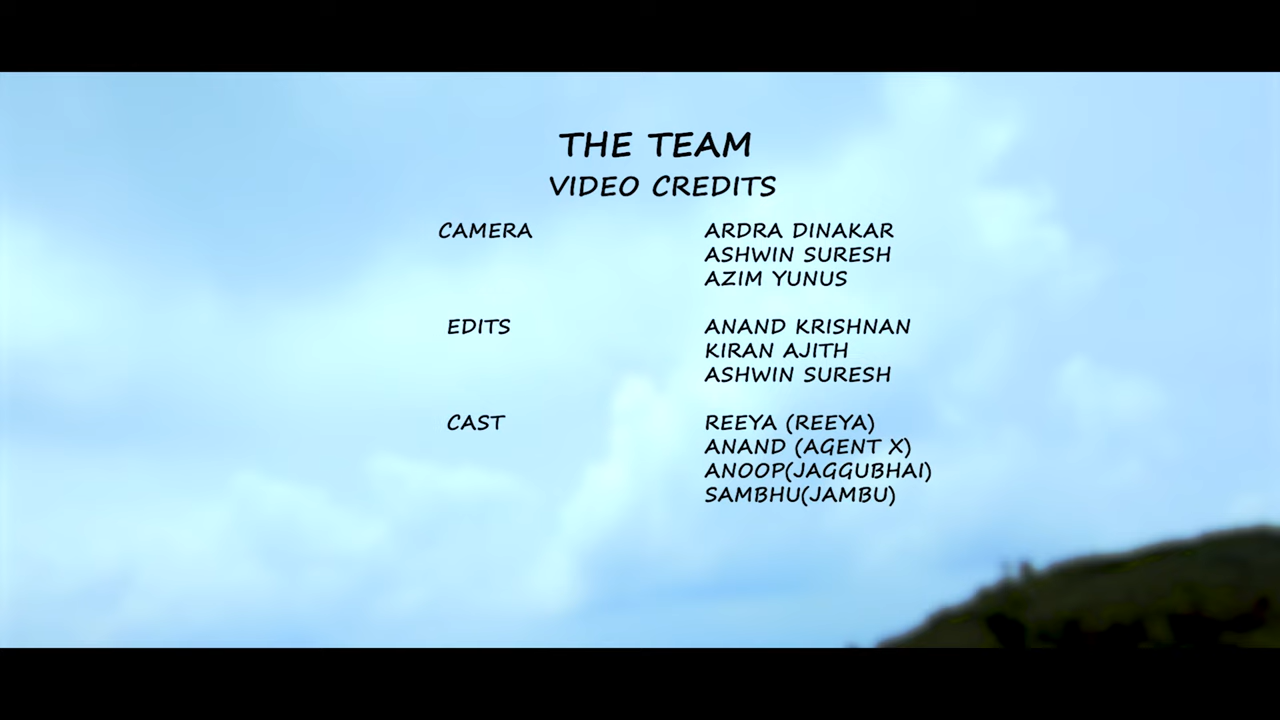 THE TEAM
VIDEO CREDITS
CAMERA ARDRA DINAKAR
ASHWIN SURESH
AZIM YUNUS
EDITS ANAND KRISHNAN
KIRAN AJITH
ASHWIN SURESH
CAST REEYA (REEYA)
ANAND (AGENT X)
ANOOP(JAGGUBHAI)
SAMBHU(JAMBU)